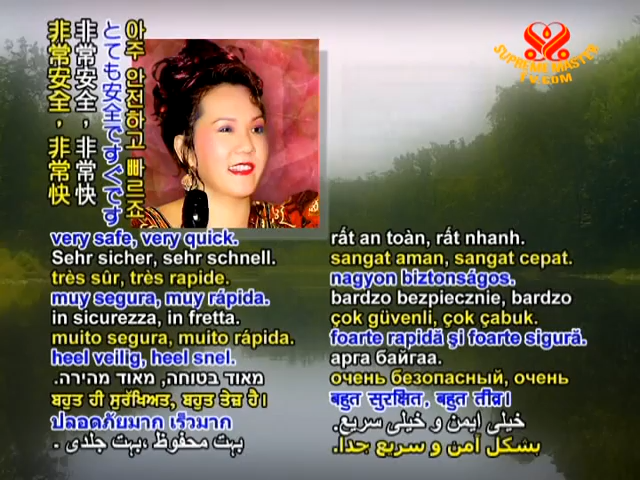 非常安全，非常快
非常安全，非常快
とても安全ですぐです
아주 안전하고 빠르죠
SUPREME MASTER
TV.COM
very safe, very quick.
Sehr sicher, sehr schnell.
très sûr, très rapide.
muy segura, muy rápida.
in sicurezza, in fretta.
muito segura, muito rápida.
heel veilig, heel snel.
מאוד בטוחה, מאוד מהירה.
ਬਹੁਤ ਹੀ ਸੁਰੱਖਿਅਤ, ਬਹੁਤ ਤੇਜ਼ ਹੈ।
ปลอดภัยมาก เร็วมาก
بہت محفوظ ،بہت جلدی .
rất an toàn, rất nhanh.
sangat aman, sangat cepat.
nagyon biztonságos.
bardzo bezpiecznie, bardzo
çok güvenli, çok çabuk.
foarte rapidă şi foarte sigură.
арга байгаа.
очень безопасный, очень
बहुत सुरक्षित, बहुत तीव्र।
خیلی ایمن و خیلی سریع.
بشكل آمن و سريع جدا.